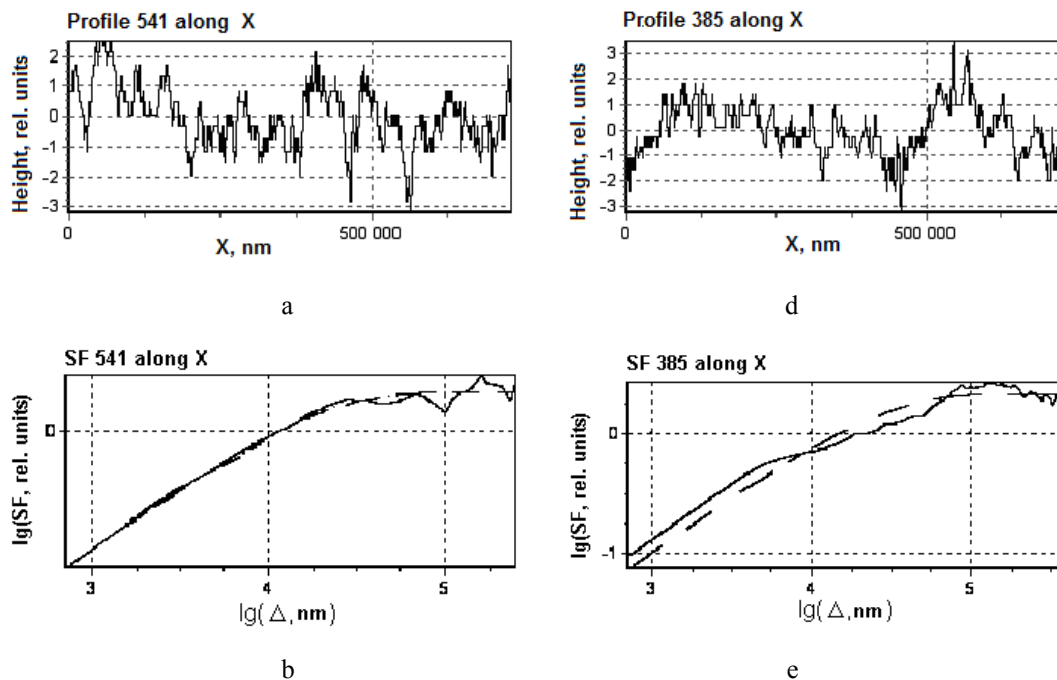 Profile 541 along X
Height, rel. units
2
1
0
-1
-2
-3
0
500 000
X, nm
a
Profile 385 along X
Height, rel. units
3
2
1
0
-1
-2
-3
0
500 000
X, nm
d
SF 541 along X
lg(SF, rel. units)
0
3
4
5
lg(Δ,nm)
b
SF 385 along X
lg(SF, rel. units)
0
-1
3
4
5
lg(Δ,nm)
e